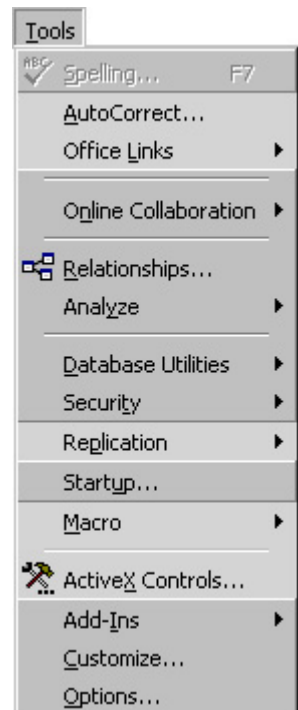 Tools
ABC
Spelling... F7
AutoCorrect...
Office Links
Online Collaboration
Relationships...
Analyze
Database Utilities
Security
Replication
Startup...
Macro
ActiveX Controls...
Add-Ins
Customize...
Options...